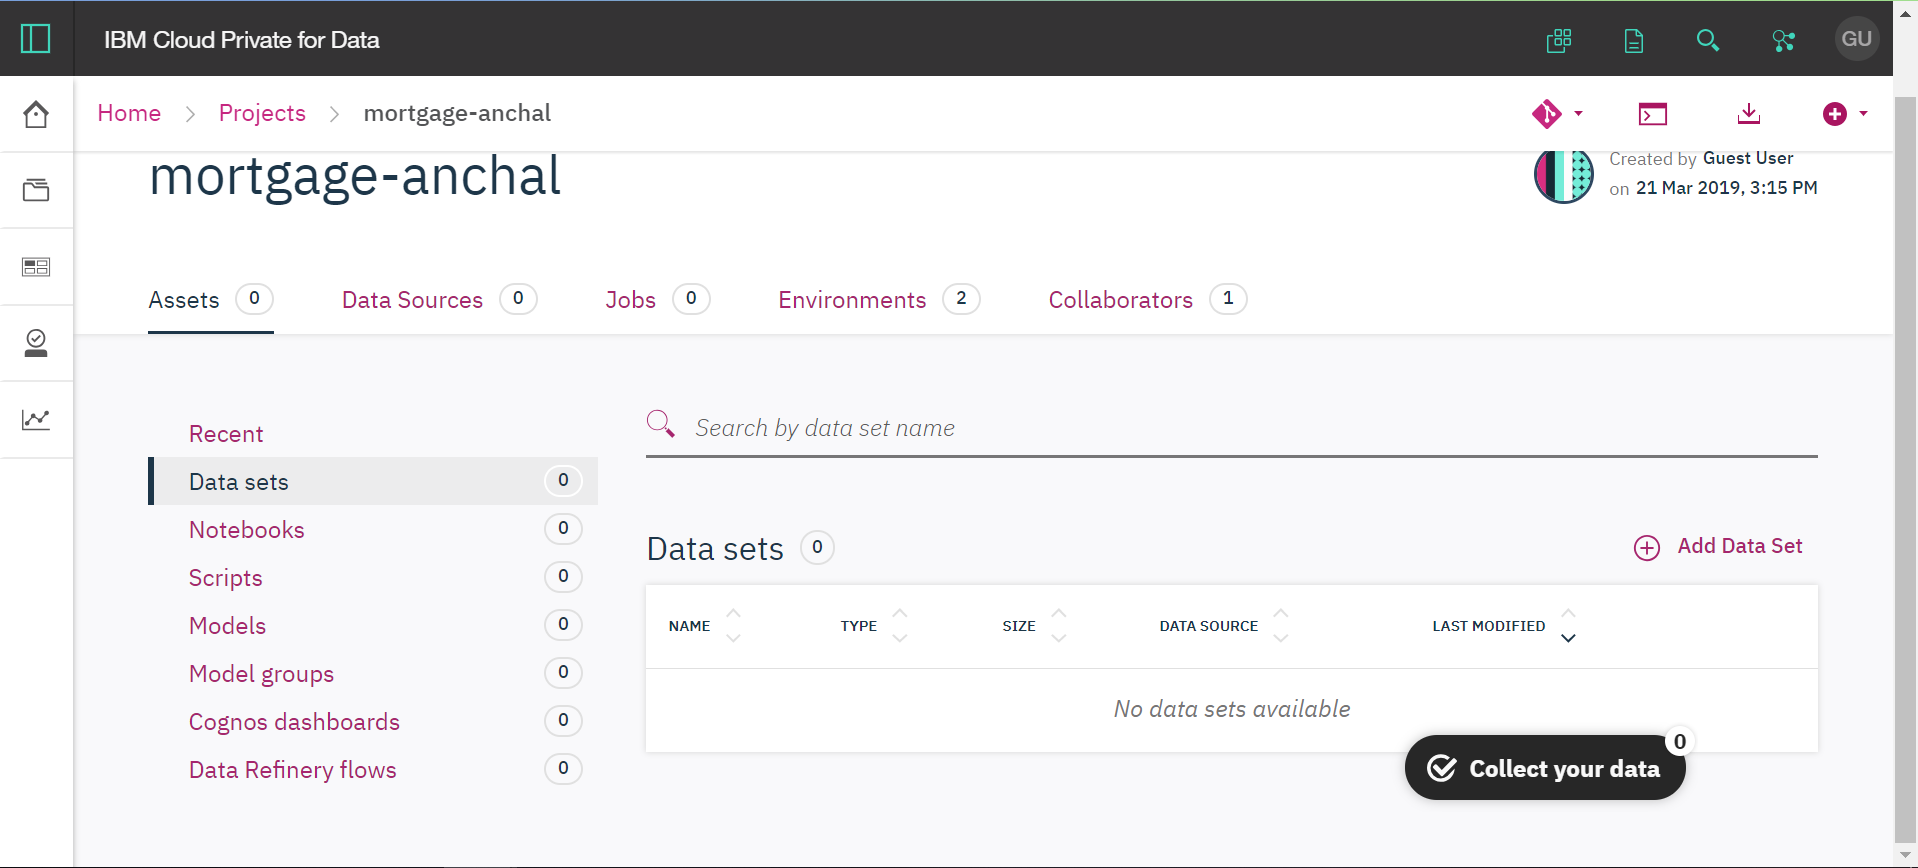 IBM Cloud Private for Data
GU
Home
Projects
mortgage-anchal
mortgage-anchal
Created by Guest User
on 21 Mar 2019, 3:15 PM
Assets 0
Data Sources 0
Jobs 0
Environments 2
Collaborators 1
Recent
Data sets 0
Notebooks 0
Scripts 0
Models 0
Model groups 0
Cognos dashboards 0
Data Refinery flows 0
Search by data set name
Data sets 0
Add Data Set
NAME
TYPE
SIZE
DATA SOURCE
LAST MODIFIED
No data sets available
0
Collect your data